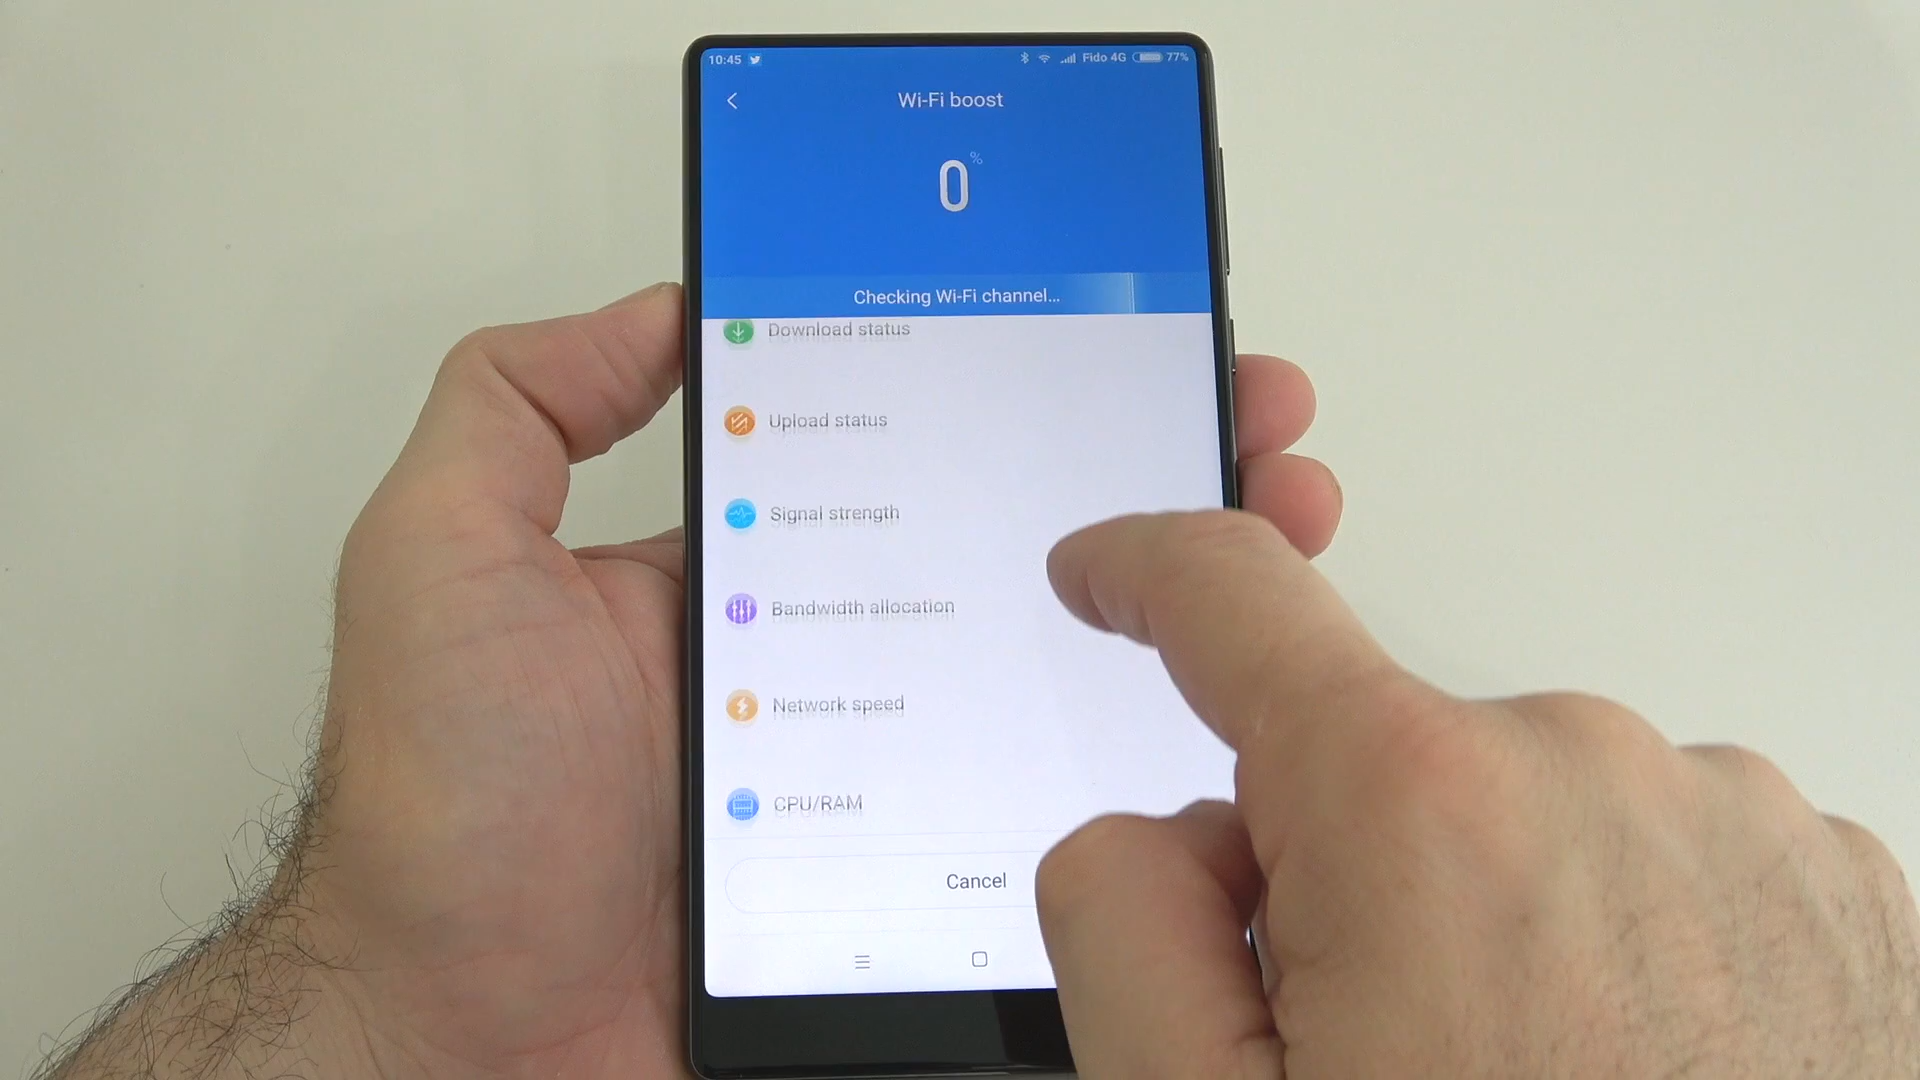 10:45 Fido 4G 77%
Wi-Fi boost
0%
Checking Wi-Fi channel...
Download status
Upload status
Signal strength
Bandwidth allocation
Network speed
CPU/RAM
Cancel